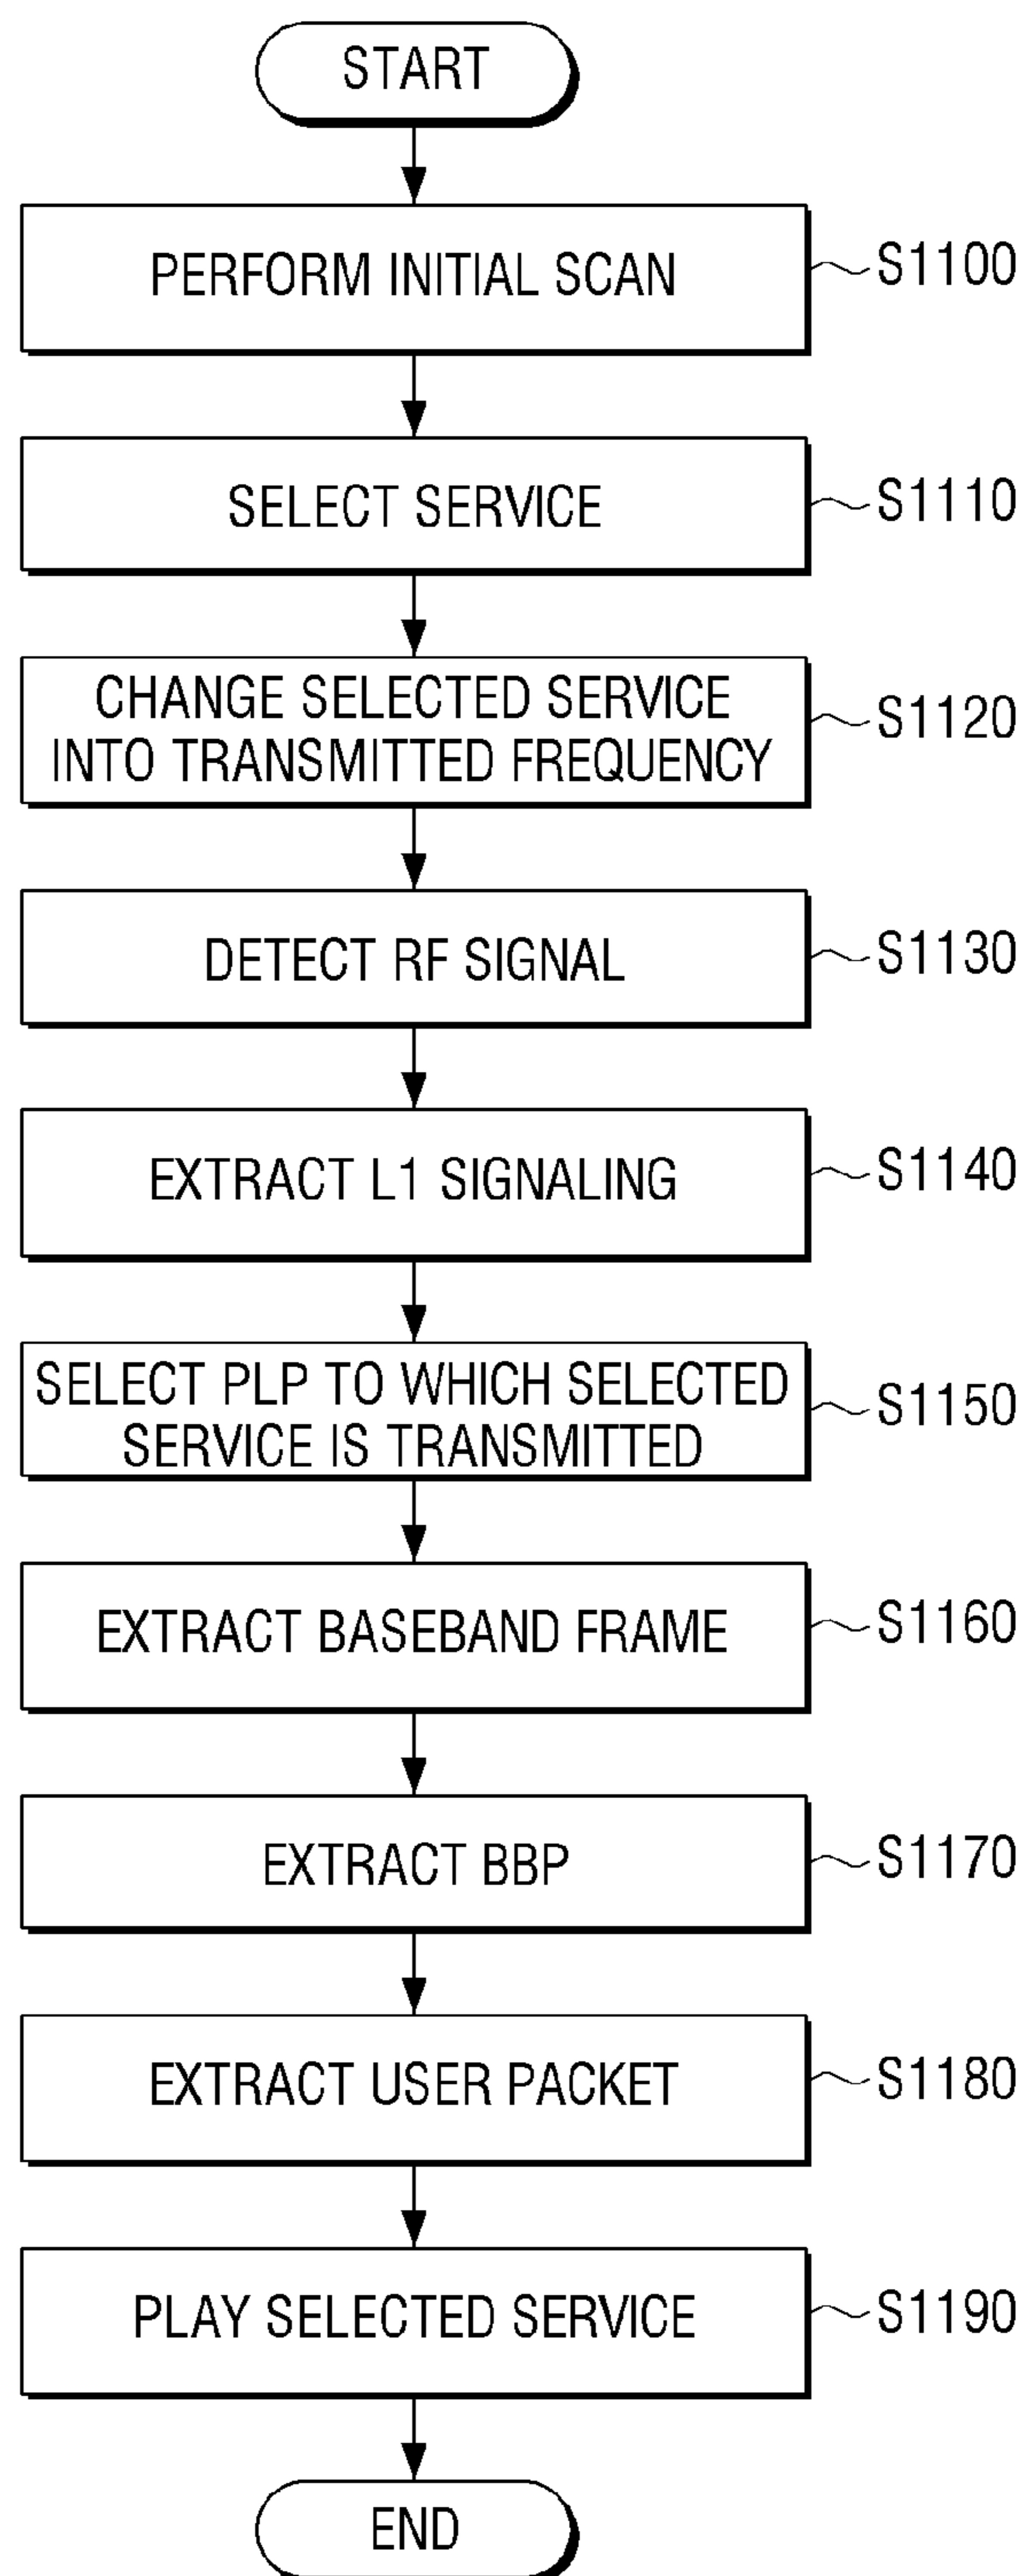 START
PERFORM INITIAL SCAN
S1100
SELECT SERVICE
S1110
CHANGE SELECTED SERVICE
INTO TRANSMITTED FREQUENCY
S1120
DETECT RF SIGNAL
S1130
EXTRACT L1 SIGNALING
S1140
SELECT PLP TO WHICH SELECTED
SERVICE IS TRANSMITTED
S1150
EXTRACT BASEBAND FRAME
S1160
EXTRACT BBP
S1170
EXTRACT USER PACKET
S1180
PLAY SELECTED SERVICE
S1190
END